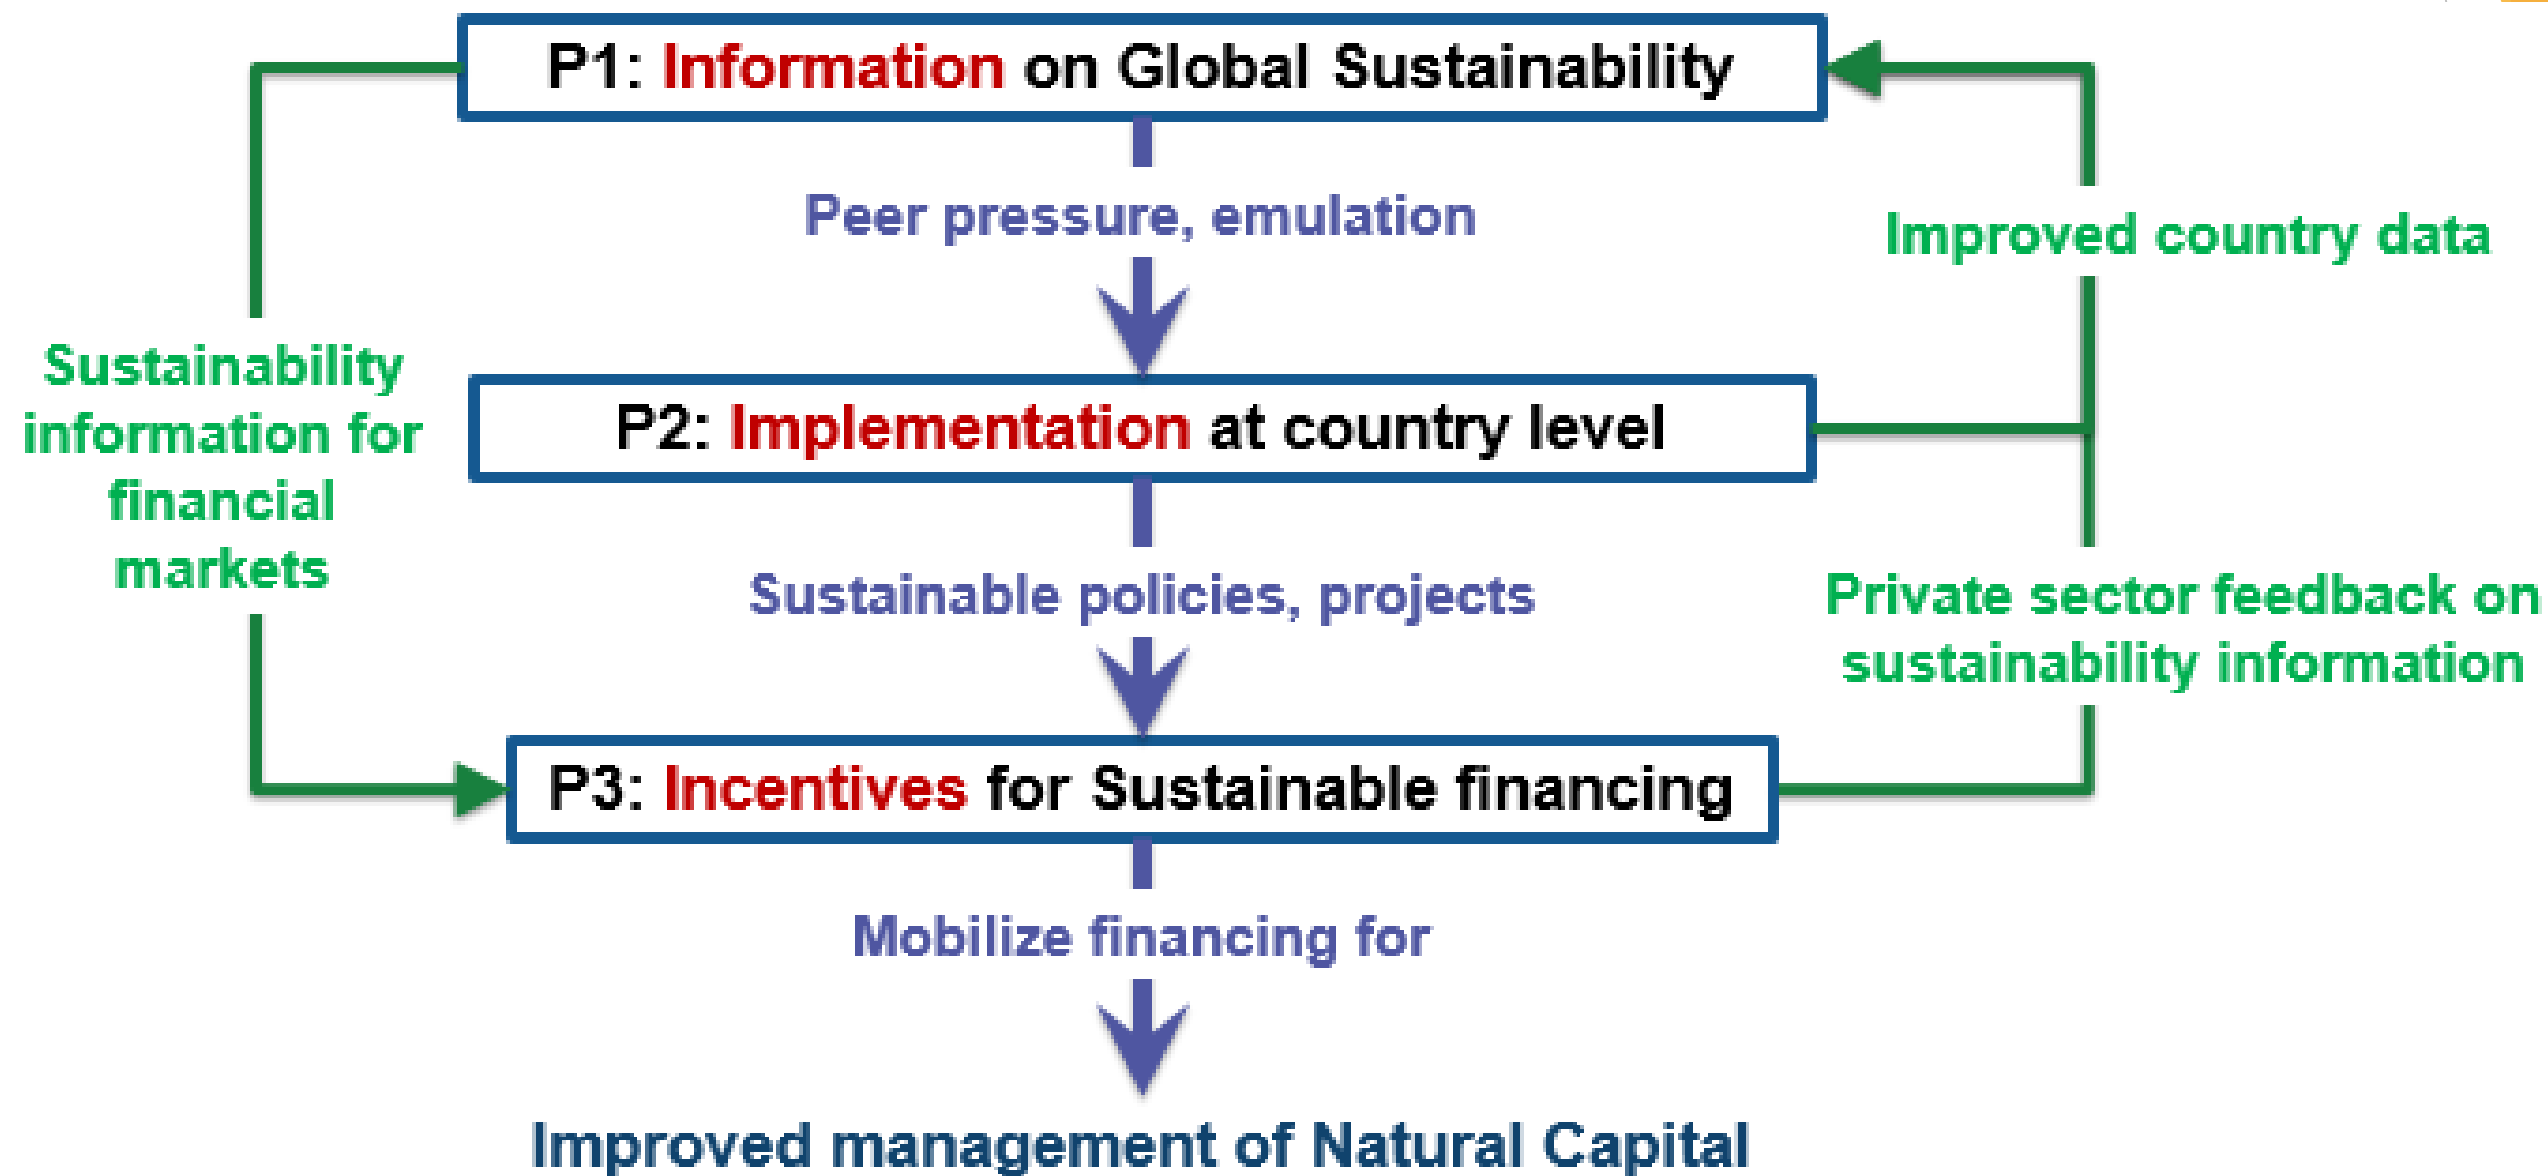 P1: Information on Global Sustainability
Peer pressure, emulation
Improved country data
Sustainability
information for
financial
markets
P2: Implementation at country level
Sustainable policies, projects
Private sector feedback on
sustainability information
P3: Incentives for Sustainable financing
Mobilize financing for
Improved management of Natural Capital